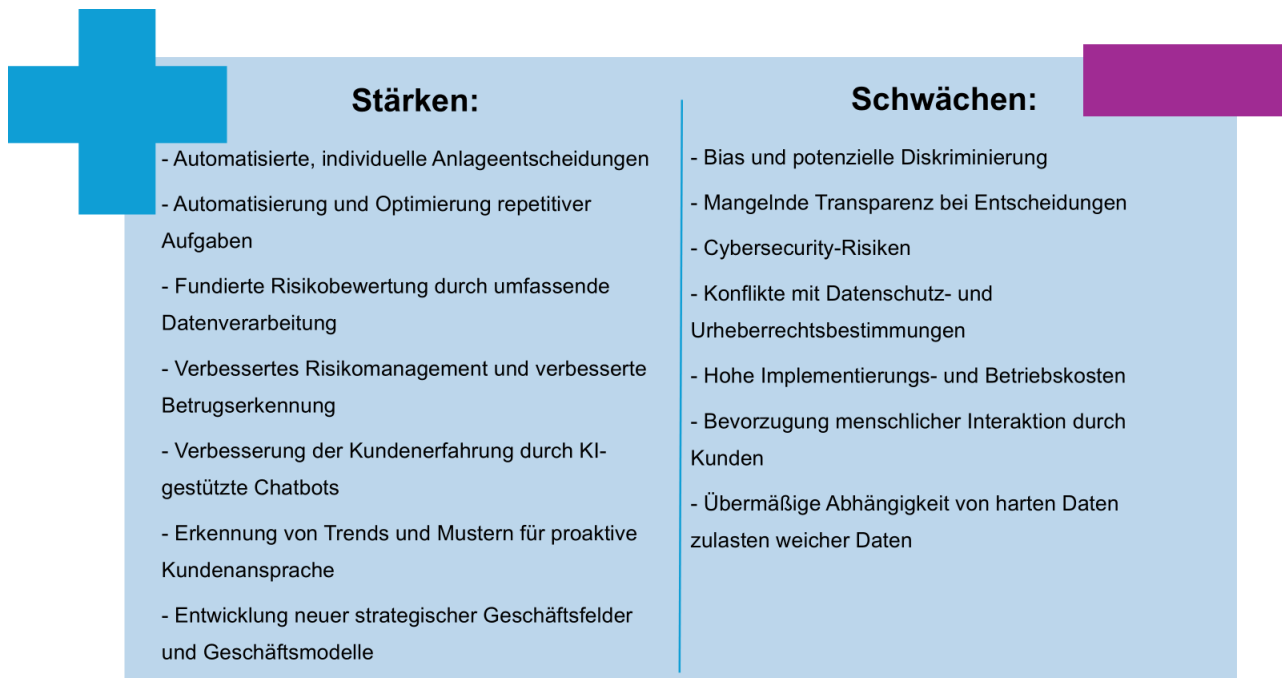 Stärken:
- Automatisierte, individuelle Anlageentscheidungen
- Automatisierung und Optimierung repetitiver
Aufgaben
- Fundierte Risikobewertung durch umfassende
Datenverarbeitung
- Verbessertes Risikomanagement und verbesserte
Betrugserkennung
- Verbesserung der Kundenerfahrung durch KI-
gestützte Chatbots
- Erkennung von Trends und Mustern für proaktive
Kundenansprache
- Entwicklung neuer strategischer Geschäftsfelder
und Geschäftsmodelle
Schwächen:
- Bias und potenzielle Diskriminierung
- Mangelnde Transparenz bei Entscheidungen
- Cybersecurity-Risiken
- Konflikte mit Datenschutz- und
Urheberrechtsbestimmungen
- Hohe Implementierungs- und Betriebskosten
- Bevorzugung menschlicher Interaktion durch
Kunden
- Übermäßige Abhängigkeit von harten Daten
zulasten weicher Daten